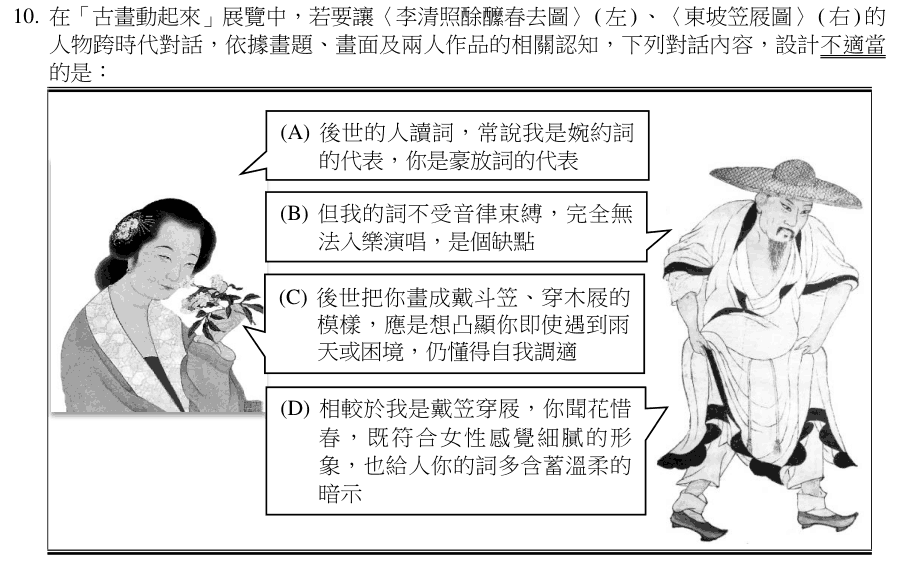 10. 在「古畫動起來」展覽中，若要讓〈李清照酴醾春去圖〉(左)、〈東坡笠屐圖〉(右)的
人物跨時代對話，依據畫題、畫面及兩人作品的相關認知，下列對話內容，設計不適當
的是：
(A) 後世的人讀詞，常說我是婉約詞
的代表，你是豪放詞的代表
(B) 但我的詞不受音律束縛，完全無
法入樂演唱，是個缺點
(C) 後世把你畫成戴斗笠、穿木屐的
模樣，應是想凸顯你即使遇到雨
天或困境，仍懂得自我調適
(D) 相較於我是戴笠穿屐，你聞花惜
春，既符合女性感覺細膩的形
象，也給人你的詞多含蓄溫柔的
暗示